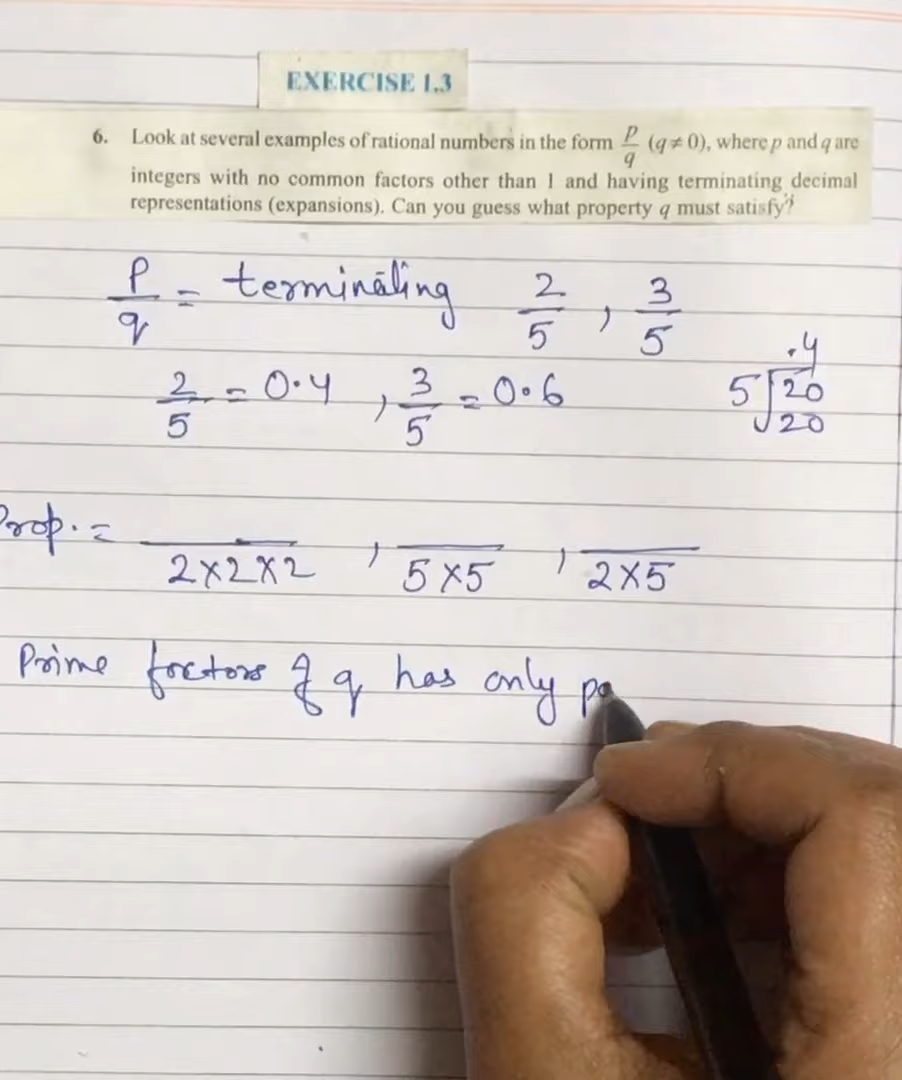 EXERCISE 1.3
6. Look at several examples of rational numbers in the form p/q (q ≠ 0), where p and q are
integers with no common factors other than 1 and having terminating decimal
representations (expansions). Can you guess what property q must satisfy?
P/q = terminating 2/5 , 3/5
2/5 = 0.4 , 3/5 = 0.6
.4
5 20
20
Prop. = —/2×2×2 , —/5×5 , —/2×5
Prime factors of q has only